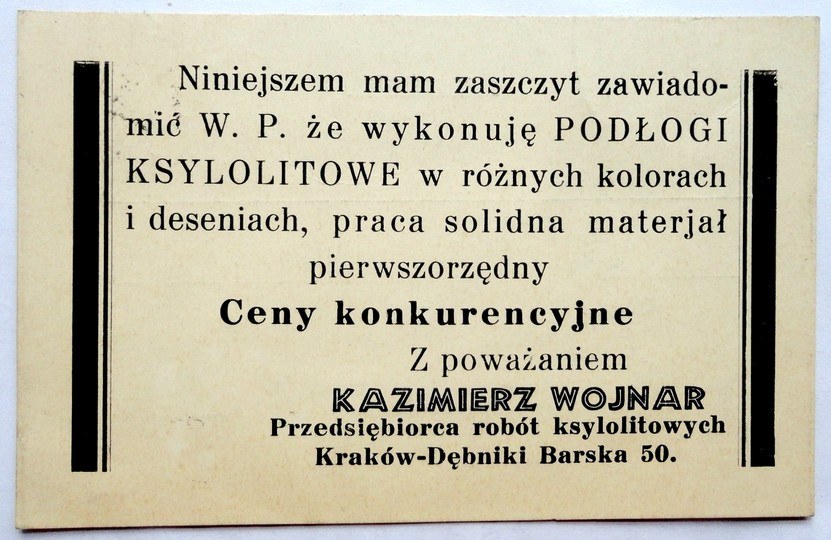 Niniejszem mam zaszczyt zawiado-
mić W. P. że wykonuję PODŁOGI
KSYLOLITOWE w różnych kolorach
i deseniach, praca solidna materjał
pierwszorzędny
Ceny konkurencyjne
Z poważaniem
KAZIMIERZ WOJNAR
Przedsiębiorca robót ksylolitowych
Kraków-Dębniki Barska 50.